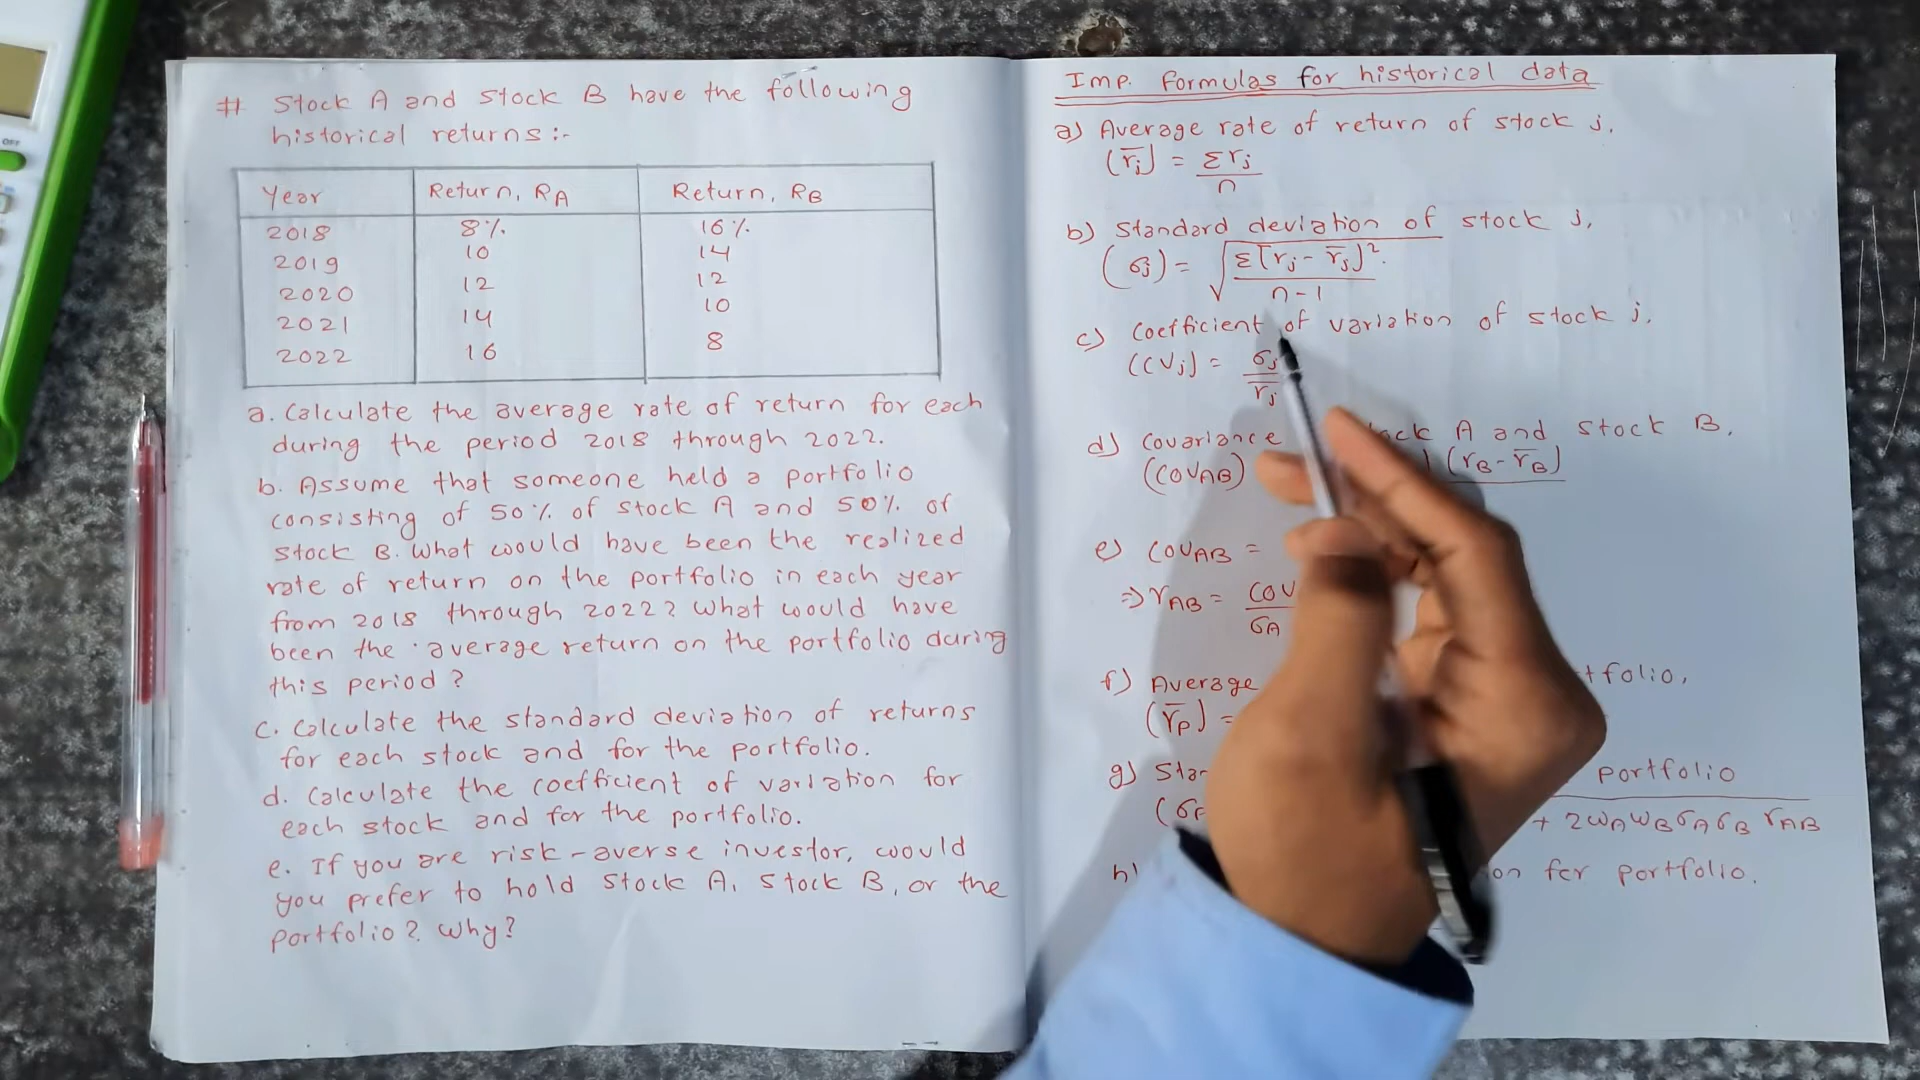 OFF
# Stock A and Stock B have the following
historical returns :-
Year Return, RA Return, RB
2018 8% 16%
2019 10 14
2020 12 12
2021 14 10
2022 16 8
a. Calculate the average rate of return for each
during the period 2018 through 2022.
b. Assume that someone held a portfolio
consisting of 50% of stock A and 50% of
stock B. What would have been the realized
rate of return on the portfolio in each year
from 2018 through 2022? What would have
been the average return on the portfolio during
this period?
c. Calculate the standard deviation of returns
for each stock and for the portfolio.
d. Calculate the coefficient of variation for
each stock and for the portfolio.
e. If you are risk-averse investor, would
you prefer to hold Stock A, Stock B, or the
portfolio? Why?
Imp. Formulas for historical data
a) Average rate of return of stock j,
(r̄j) = Σrj
n
b) Standard deviation of stock j,
(σj) = √Σ[rj - r̄j]²
n-1
c) Coefficient of variation of stock j,
(CVj) = σj
r̄j
d) Covariance A and Stock B,
(COVAB) (rB - r̄B)
e) COVAB =
⇒ rAB = COV
σA
f) Average
(r̄p) =
g) portfolio
+ 2wAwBσAσB rAB
h) for portfolio.